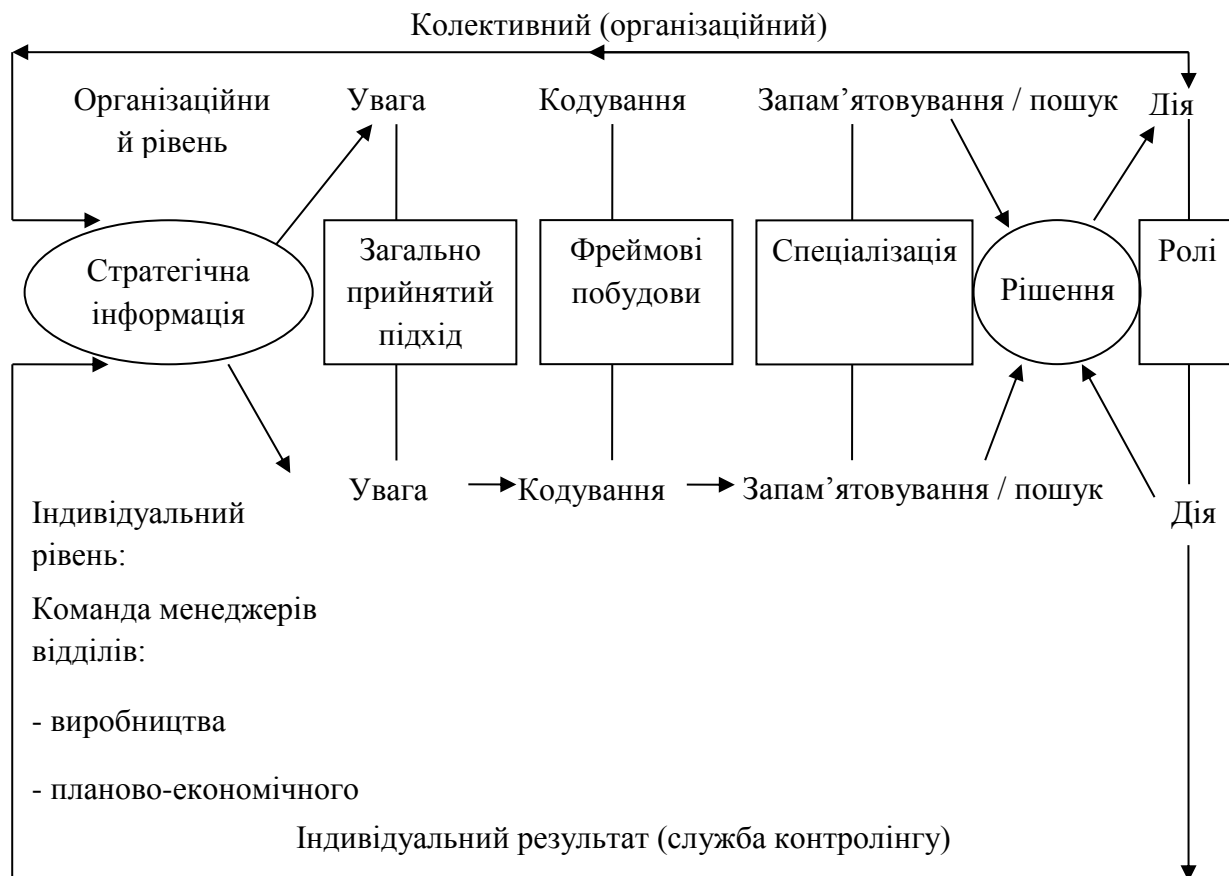 Колективний (організаційний)
Організаційни
й рівень
Увага
Кодування
Запам’ятовування / пошук
Дія
Стратегічна
інформація
Загально
прийнятий
підхід
Фреймові
побудови
Спеціалізація
Рішення
Ролі
Увага
Кодування
Запам’ятовування / пошук
Дія
Індивідуальний
рівень:
Команда менеджерів
відділів:
- виробництва
- планово-економічного
Індивідуальний результат (служба контролінгу)